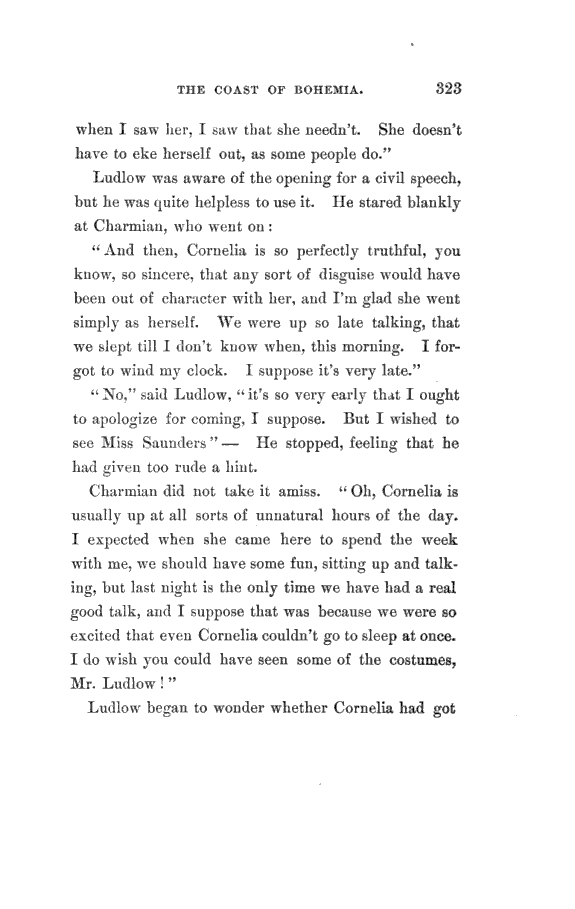 THE COAST OF BOHEMIA. 323
when I saw her, I saw that she needn't. She doesn't
have to eke herself out, as some people do."
Ludlow was aware of the opening for a civil speech,
but he was quite helpless to use it. He stared blankly
at Charmian, who went on:
"And then, Cornelia is so perfectly truthful, you
know, so sincere, that any sort of disguise would have
been out of character with her, and I'm glad she went
simply as herself. We were up so late talking, that
we slept till I don't know when, this morning. I for-
got to wind my clock. I suppose it's very late."
"No," said Ludlow, "it's so very early that I ought
to apologize for coming, I suppose. But I wished to
see Miss Saunders"— He stopped, feeling that he
had given too rude a hint.
Charmian did not take it amiss. "Oh, Cornelia is
usually up at all sorts of unnatural hours of the day.
I expected when she came here to spend the week
with me, we should have some fun, sitting up and talk-
ing, but last night is the only time we have had a real
good talk, and I suppose that was because we were so
excited that even Cornelia couldn't go to sleep at once.
I do wish you could have seen some of the costumes,
Mr. Ludlow!"
Ludlow began to wonder whether Cornelia had got